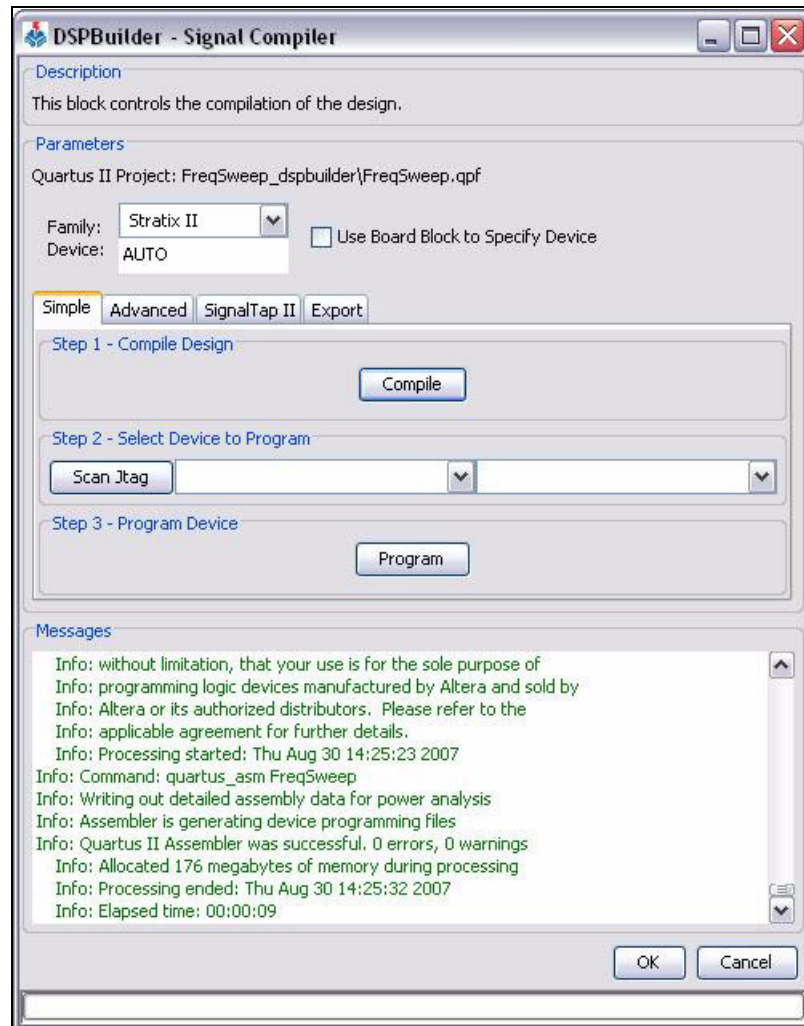 DSPBuilder - Signal Compiler
Description
This block controls the compilation of the design.
Parameters
Quartus II Project: FreqSweep_dspbuilder\FreqSweep.qpf
Family: Stratix II
Use Board Block to Specify Device
Device: AUTO
Simple Advanced SignalTap II Export
Step 1 - Compile Design
Compile
Step 2 - Select Device to Program
Scan Jtag
Step 3 - Program Device
Program
Messages
Info: without limitation, that your use is for the sole purpose of
Info: programming logic devices manufactured by Altera and sold by
Info: Altera or its authorized distributors.  Please refer to the
Info: applicable agreement for further details.
Info: Processing started: Thu Aug 30 14:25:23 2007
Info: Command: quartus_asm FreqSweep
Info: Writing out detailed assembly data for power analysis
Info: Assembler is generating device programming files
Info: Quartus II Assembler was successful. 0 errors, 0 warnings
Info: Allocated 176 megabytes of memory during processing
Info: Processing ended: Thu Aug 30 14:25:32 2007
Info: Elapsed time: 00:00:09
OK Cancel